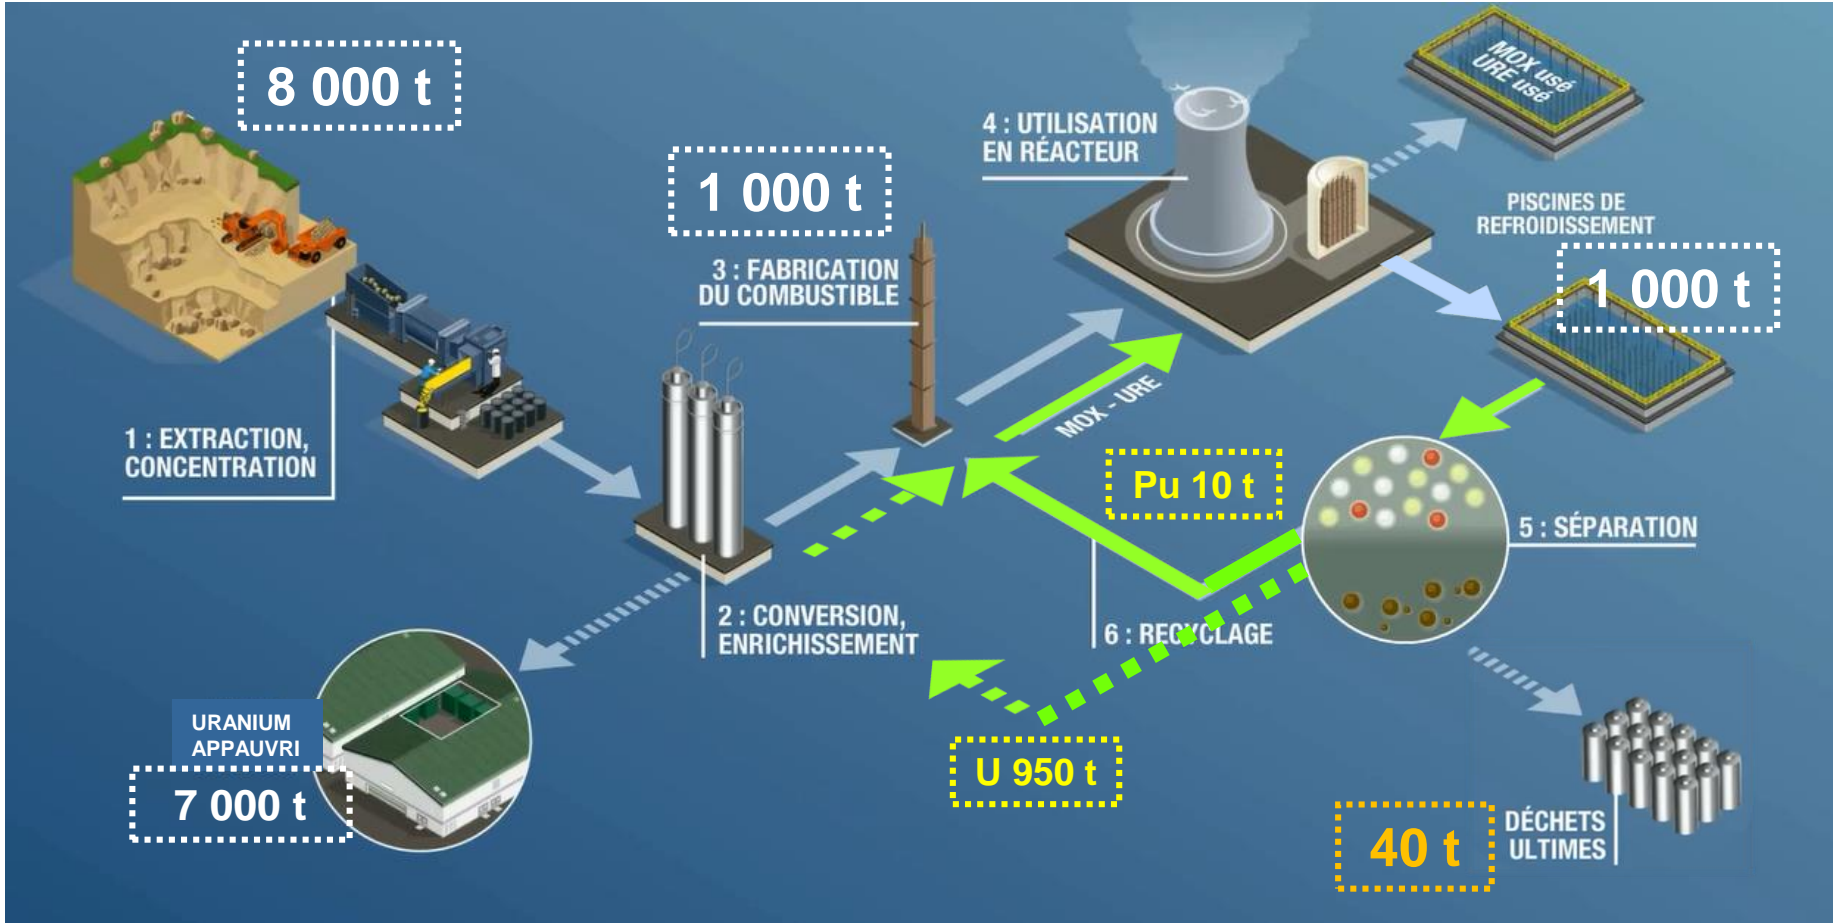 8 000 t
1 : EXTRACTION,
CONCENTRATION
1 000 t
3 : FABRICATION
DU COMBUSTIBLE
2 : CONVERSION,
ENRICHISSEMENT
URANIUM
APPAUVRI
7 000 t
4 : UTILISATION
EN RÉACTEUR
MOX usé
URE usé
PISCINES DE
REFROIDISSEMENT
1 000 t
MOX - URE
Pu 10 t
5 : SÉPARATION
6 : RECYCLAGE
U 950 t
40 t
DÉCHETS
ULTIMES